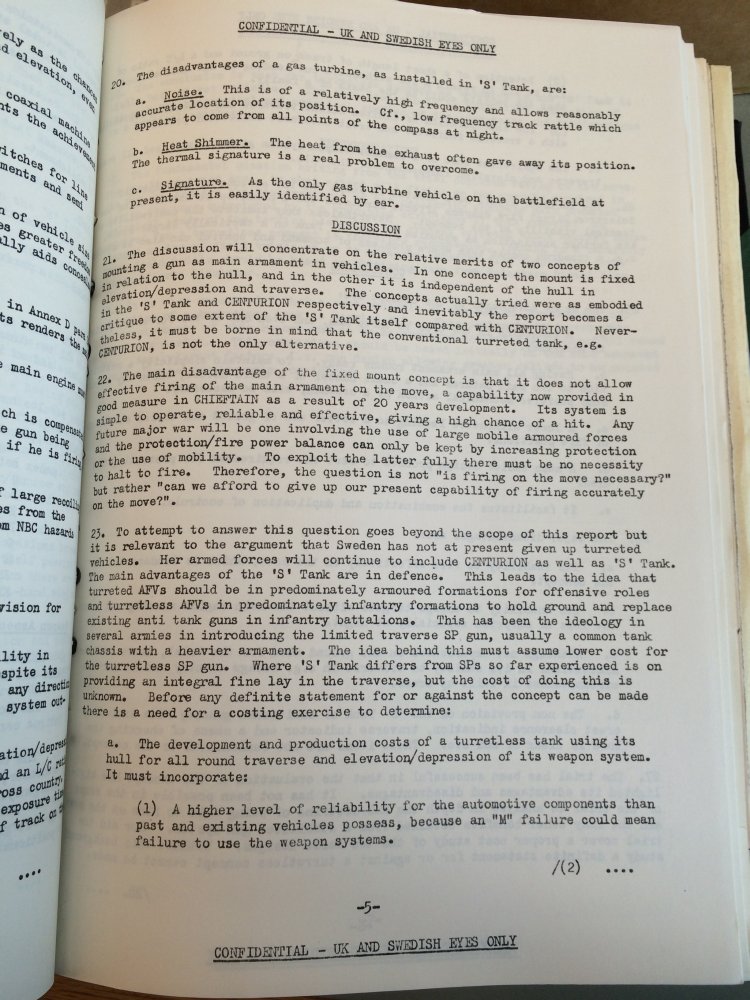 CONFIDENTIAL - UK AND SWEDISH EYES ONLY
20. The disadvantages of a gas turbine, as installed in 'S' Tank, are:
a. Noise. This is of a relatively high frequency and allows reasonably
accurate location of its position. Cf., low frequency track rattle which
appears to come from all points of the compass at night.
b. Heat Shimmer. The heat from the exhaust often gave away its position.
The thermal signature is a real problem to overcome.
c. Signature. As the only gas turbine vehicle on the battlefield at
present, it is easily identified by ear.
DISCUSSION
21. The discussion will concentrate on the relative merits of two concepts of
mounting a gun as main armament in vehicles. In one concept the mount is fixed
in relation to the hull, and in the other it is independent of the hull in
elevation/depression and traverse. The concepts actually tried were as embodied
in the 'S' Tank and CENTURION respectively and inevitably the report becomes a
critique to some extent of the 'S' Tank itself compared with CENTURION. Never-
theless, it must be borne in mind that the conventional turreted tank, e.g.
CENTURION, is not the only alternative.
22. The main disadvantage of the fixed mount concept is that it does not allow
effective firing of the main armament on the move, a capability now provided in
good measure in CHIEFTAIN as a result of 20 years development. Its system is
simple to operate, reliable and effective, giving a high chance of a hit. Any
future major war will be one involving the use of large mobile armoured forces
and the protection/fire power balance can only be kept by increasing protection
or the use of mobility. To exploit the latter fully there must be no necessity
to halt to fire. Therefore, the question is not "is firing on the move necessary?"
but rather "can we afford to give up our present capability of firing accurately
on the move?".
23. To attempt to answer this question goes beyond the scope of this report but
it is relevant to the argument that Sweden has not at present given up turreted
vehicles. Her armed forces will continue to include CENTURION as well as 'S' Tank.
The main advantages of the 'S' Tank are in defence. This leads to the idea that
turreted AFVs should be in predominately armoured formations for offensive roles
and turretless AFVs in predominately infantry formations to hold ground and replace
existing anti tank guns in infantry battalions. This has been the ideology in
several armies in introducing the limited traverse SP gun, usually a common tank
chassis with a heavier armament. The idea behind this must assume lower cost for
the turretless SP gun. Where 'S' Tank differs from SPs so far experienced is on
providing an integral fine lay in the traverse, but the cost of doing this is
unknown. Before any definite statement for or against the concept can be made
there is a need for a costing exercise to determine:
a. The development and production costs of a turretless tank using its
hull for all round traverse and elevation/depression of its weapon system.
It must incorporate:
(1) A higher level of reliability for the automotive components than
past and existing vehicles possess, because an "M" failure could mean
failure to use the weapon systems.
/(2) ....
-5-
CONFIDENTIAL - UK AND SWEDISH EYES ONLY